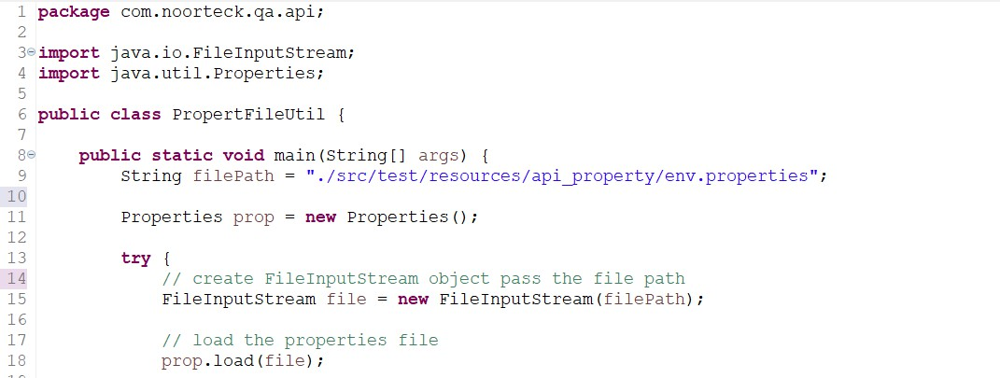 1 package com.noorteck.qa.api;
2
3 import java.io.FileInputStream;
4 import java.util.Properties;
5
6 public class PropertFileUtil {
7
8     public static void main(String[] args) {
9         String filePath = "./src/test/resources/api_property/env.properties";
10
11         Properties prop = new Properties();
12
13         try {
14             // create FileInputStream object pass the file path
15             FileInputStream file = new FileInputStream(filePath);
16
17             // load the properties file
18             prop.load(file);